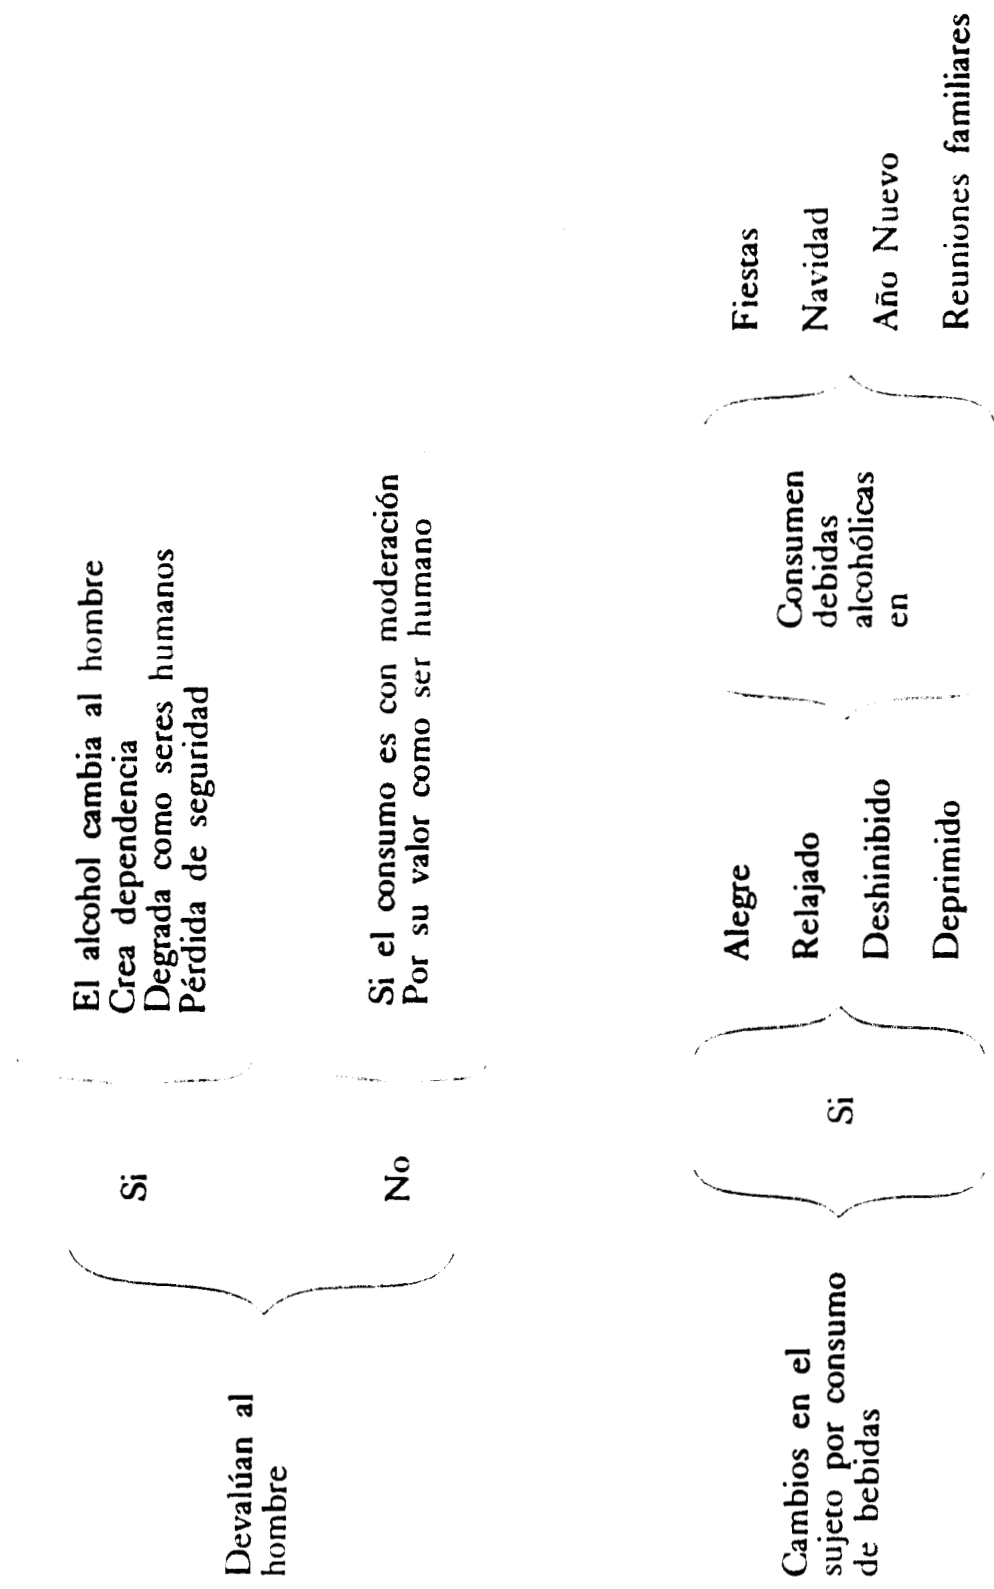 Devalúan al
hombre
Si
El alcohol cambia al hombre
Crea dependencia
Degrada como seres humanos
Pérdida de seguridad
No
Si el consumo es con moderación
Por su valor como ser humano
Cambios en el
sujeto por consumo
de bebidas
Si
Alegre
Relajado
Deshinibido
Deprimido
Consumen
debidas
alcohólicas
en
Fiestas
Navidad
Año Nuevo
Reuniones familiares